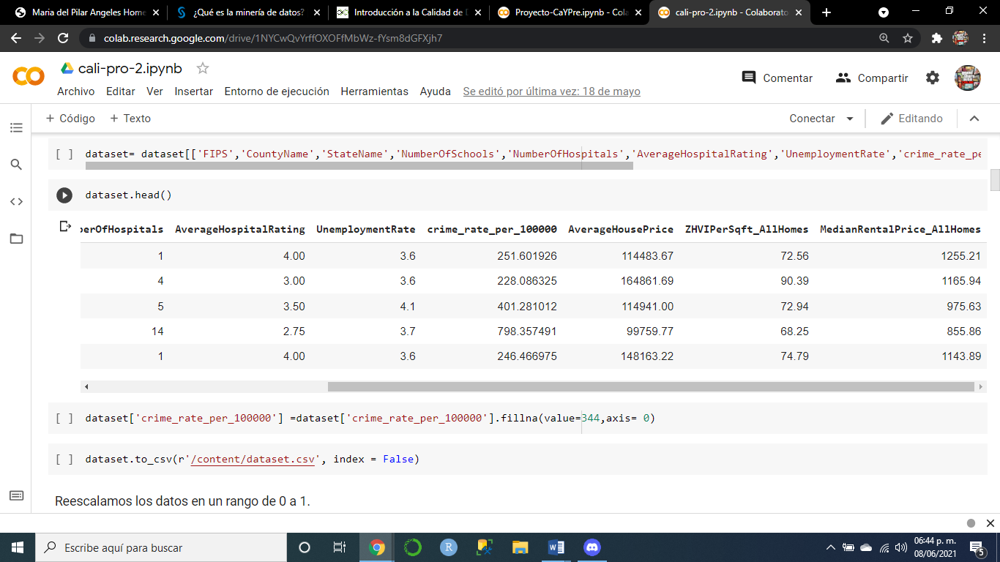 Maria del Pilar Angeles Home
¿Qué es la minería de datos?
Introducción a la Calidad de D
Proyecto-CaYPre.ipynb - Cola
cali-pro-2.ipynb - Colaborato
colab.research.google.com/drive/1NYCwQvYrffOXOFfMbWz-fYsm8dGFXjh7
cali-pro-2.ipynb
Comentar
Compartir
Archivo Editar Ver Insertar Entorno de ejecución Herramientas Ayuda Se editó por última vez: 18 de mayo
+ Código + Texto
Conectar
Editando
[ ] dataset= dataset[['FIPS','CountyName','StateName','NumberOfSchools','NumberOfHospitals','AverageHospitalRating','UnemploymentRate','crime_rate_pe
dataset.head()
berOfHospitals AverageHospitalRating UnemploymentRate crime_rate_per_100000 AverageHousePrice ZHVIPerSqft_AllHomes MedianRentalPrice_AllHomes
1 4.00 3.6 251.601926 114483.67 72.56 1255.21
4 3.00 3.6 228.086325 164861.69 90.39 1165.94
5 3.50 4.1 401.281012 114941.00 72.94 975.63
14 2.75 3.7 798.357491 99759.77 68.25 855.86
1 4.00 3.6 246.466975 148163.22 74.79 1143.89
[ ] dataset['crime_rate_per_100000'] =dataset['crime_rate_per_100000'].fillna(value=344,axis= 0)
[ ] dataset.to_csv(r'/content/dataset.csv', index = False)
Reescalamos los datos en un rango de 0 a 1.
Escribe aquí para buscar
R
06:44 p. m.
08/06/2021
5